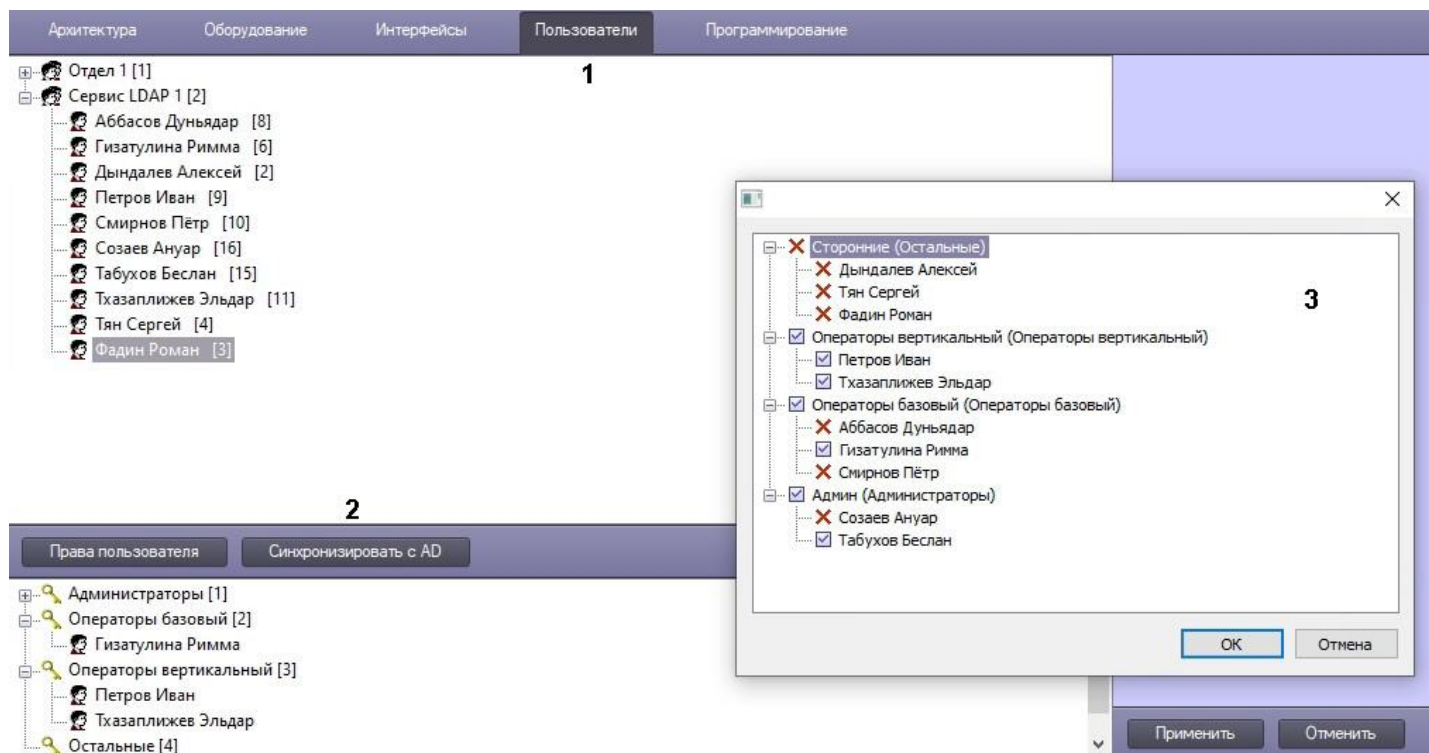 Архитектура Оборудование Интерфейсы Пользователи Программирование
1
Отдел 1 [1]
Сервис LDAP 1 [2]
Аббасов Дуньядар [8]
Гизатулина Римма [6]
Дындалев Алексей [2]
Петров Иван [9]
Смирнов Пётр [10]
Созаев Ануар [16]
Табухов Беслан [15]
Тхазаплижев Эльдар [11]
Тян Сергей [4]
Фадин Роман [3]
2
Права пользователя Синхронизировать с AD
Администраторы [1]
Операторы базовый [2]
Гизатулина Римма
Операторы вертикальный [3]
Петров Иван
Тхазаплижев Эльдар
Остальные [4]
3
Сторонние (Остальные)
Дындалев Алексей
Тян Сергей
Фадин Роман
Операторы вертикальный (Операторы вертикальный)
Петров Иван
Тхазаплижев Эльдар
Операторы базовый (Операторы базовый)
Аббасов Дуньядар
Гизатулина Римма
Смирнов Пётр
Админ (Администраторы)
Созаев Ануар
Табухов Беслан
OK Отмена
Применить Отменить